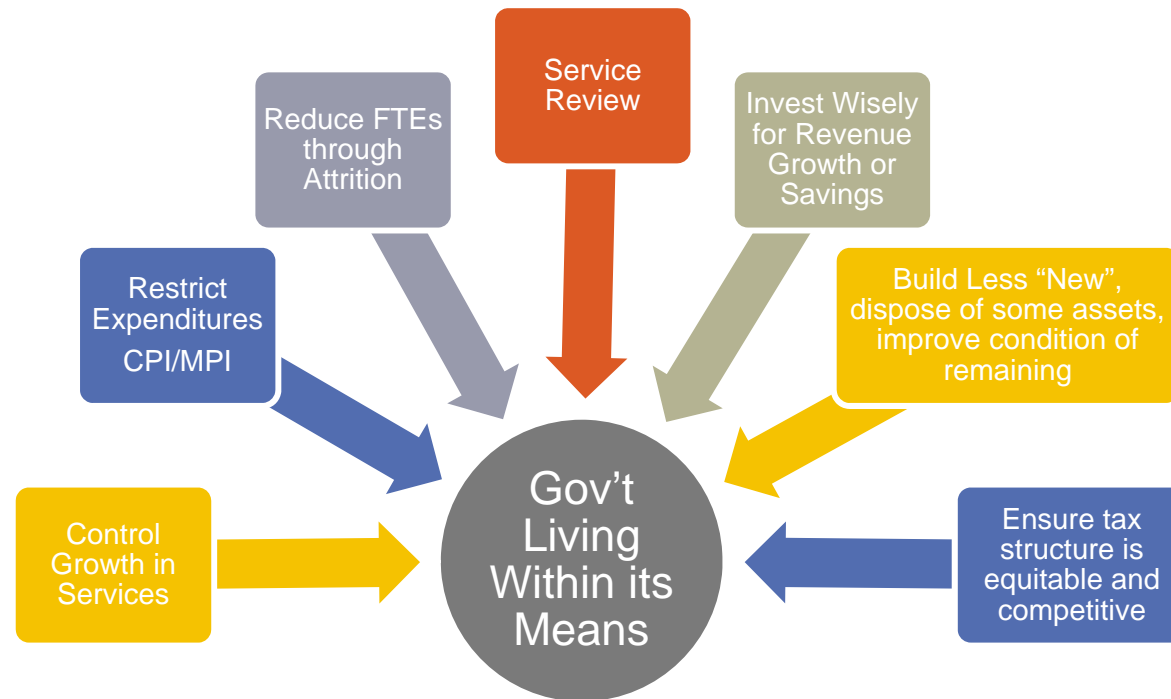 Service
Review
Reduce FTEs
through
Attrition
Invest Wisely
for Revenue
Growth or
Savings
Restrict
Expenditures
CPI/MPI
Build Less “New”,
dispose of some assets,
improve condition of
remaining
Control
Growth in
Services
Gov’t
Living
Within its
Means
Ensure tax
structure is
equitable and
competitive